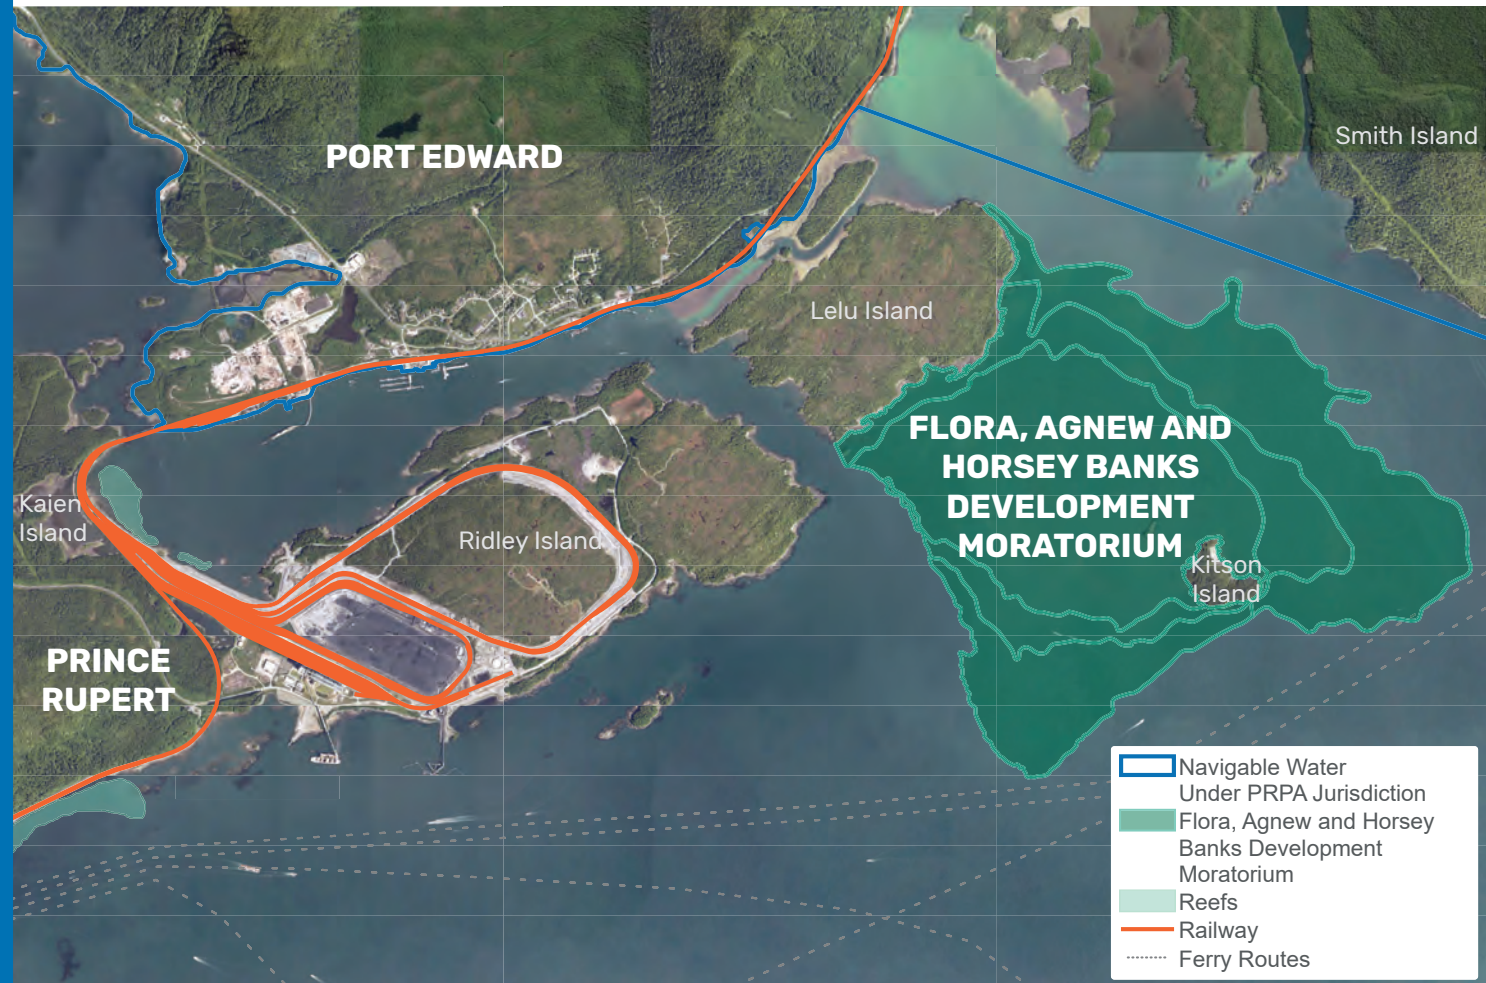 Smith Island
PORT EDWARD
Lelu Island
FLORA, AGNEW AND
HORSEY BANKS
DEVELOPMENT
MORATORIUM
Kaien
Island
Ridley Island
Kitson
Island
PRINCE
RUPERT
Navigable Water
Under PRPA Jurisdiction
Flora, Agnew and Horsey
Banks Development
Moratorium
Reefs
Railway
Ferry Routes